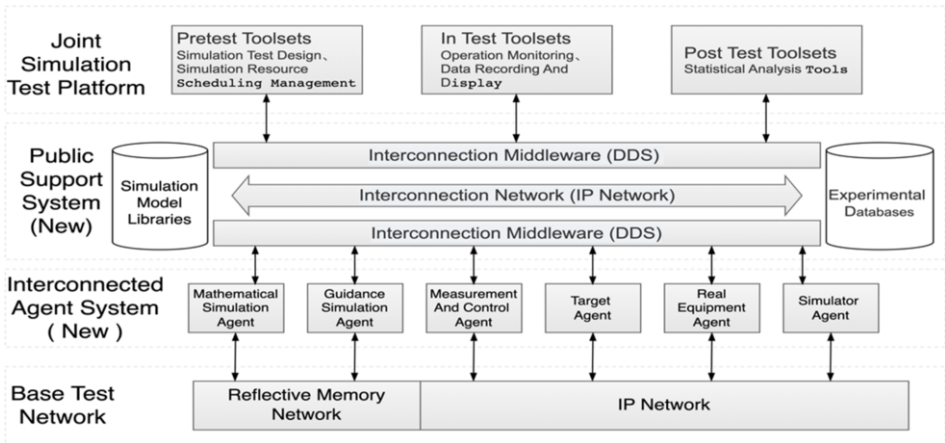 Joint
Simulation
Test Platform
Pretest Toolsets
Simulation Test Design、
Simulation Resource
Scheduling Management
In Test Toolsets
Operation Monitoring、
Data Recording And
Display
Post Test Toolsets
Statistical Analysis Tools
Public
Support
System
(New)
Simulation
Model
Libraries
Interconnection Middleware (DDS)
Interconnection Network (IP Network)
Interconnection Middleware (DDS)
Experimental
Databases
Interconnected
Agent System
( New )
Mathematical
Simulation
Agent
Guidance
Simulation
Agent
Measurement
And Control
Agent
Target
Agent
Real
Equipment
Agent
Simulator
Agent
Base Test
Network
Reflective Memory
Network
IP Network